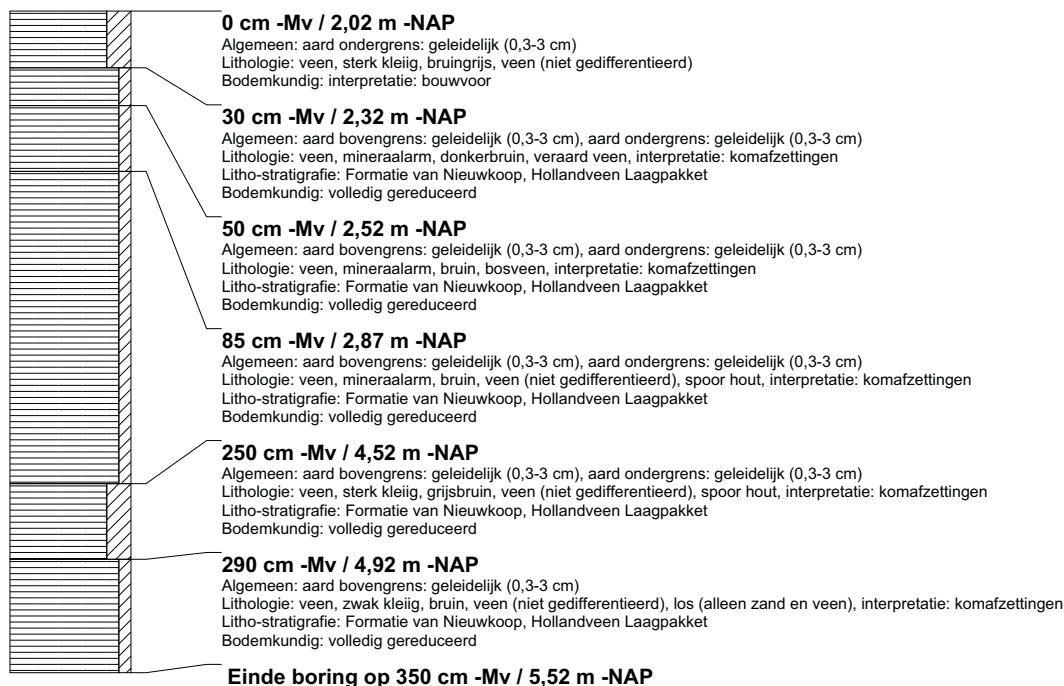 0 cm -Mv / 2,02 m -NAP
Algemeen: aard ondergrens: geleidelijk (0,3-3 cm)
Lithologie: veen, sterk kleiig, bruingrijs, veen (niet gedifferentieerd)
Bodemkundig: interpretatie: bouwvoor
30 cm -Mv / 2,32 m -NAP
Algemeen: aard bovengrens: geleidelijk (0,3-3 cm), aard ondergrens: geleidelijk (0,3-3 cm)
Lithologie: veen, mineraalarm, donkerbruin, veraard veen, interpretatie: komafzettingen
Litho-stratigrafie: Formatie van Nieuwkoop, Hollandveen Laagpakket
Bodemkundig: volledig gereduceerd
50 cm -Mv / 2,52 m -NAP
Algemeen: aard bovengrens: geleidelijk (0,3-3 cm), aard ondergrens: geleidelijk (0,3-3 cm)
Lithologie: veen, mineraalarm, bruin, bosveen, interpretatie: komafzettingen
Litho-stratigrafie: Formatie van Nieuwkoop, Hollandveen Laagpakket
Bodemkundig: volledig gereduceerd
85 cm -Mv / 2,87 m -NAP
Algemeen: aard bovengrens: geleidelijk (0,3-3 cm), aard ondergrens: geleidelijk (0,3-3 cm)
Lithologie: veen, mineraalarm, bruin, veen (niet gedifferentieerd), spoor hout, interpretatie: komafzettingen
Litho-stratigrafie: Formatie van Nieuwkoop, Hollandveen Laagpakket
Bodemkundig: volledig gereduceerd
250 cm -Mv / 4,52 m -NAP
Algemeen: aard bovengrens: geleidelijk (0,3-3 cm), aard ondergrens: geleidelijk (0,3-3 cm)
Lithologie: veen, sterk kleiig, grijsbruin, veen (niet gedifferentieerd), spoor hout, interpretatie: komafzettingen
Litho-stratigrafie: Formatie van Nieuwkoop, Hollandveen Laagpakket
Bodemkundig: volledig gereduceerd
290 cm -Mv / 4,92 m -NAP
Algemeen: aard bovengrens: geleidelijk (0,3-3 cm)
Lithologie: veen, zwak kleiig, bruin, veen (niet gedifferentieerd), los (alleen zand en veen), interpretatie: komafzettingen
Litho-stratigrafie: Formatie van Nieuwkoop, Hollandveen Laagpakket
Bodemkundig: volledig gereduceerd
Einde boring op 350 cm -Mv / 5,52 m -NAP